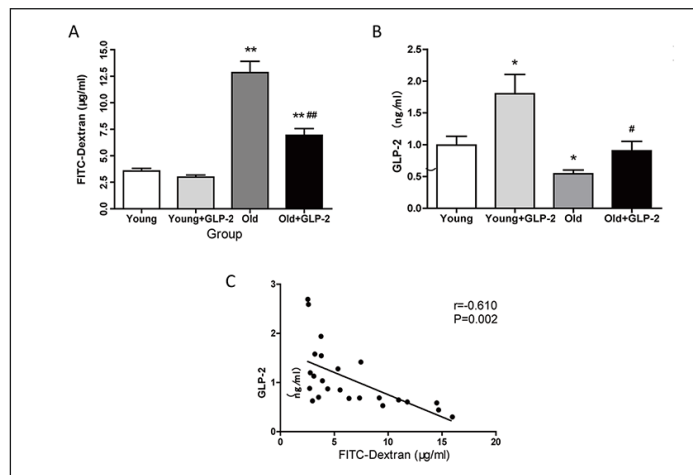 A
FITC-Dextran (μg/ml)
15.0
12.5
10.0
7.5
5.0
2.5
**
** ##
Young
Young+GLP-2
Old
Old+GLP-2
Group
B
GLP-2 (ng/ml)
2.5
2.0
1.5
1.0
0.5
0.0
*
*
#
Young
Young+GLP-2
Old
Old+GLP-2
C
GLP-2 (ng/ml)
3
2
1
0
r=-0.610
P=0.002
0
5
10
15
20
FITC-Dextran (μg/ml)